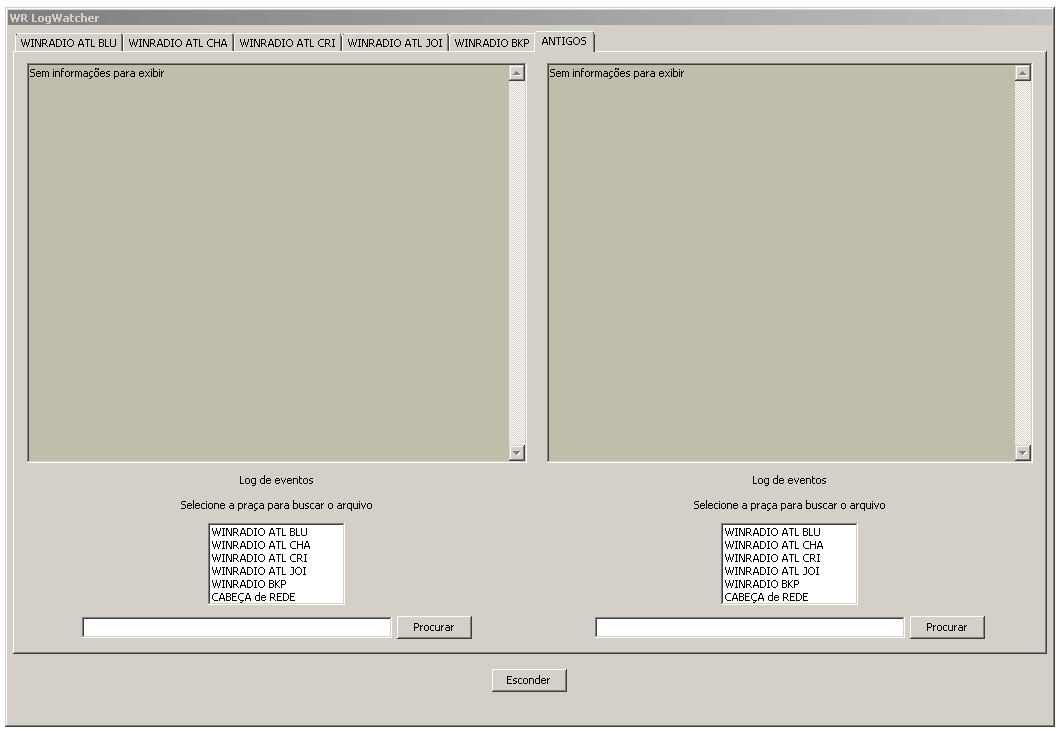 WR LogWatcher
WINRADIO ATL BLU WINRADIO ATL CHA WINRADIO ATL CRI WINRADIO ATL JOI WINRADIO BKP ANTIGOS
Sem informações para exibir
Sem informações para exibir
Log de eventos
Selecione a praça para buscar o arquivo
WINRADIO ATL BLU
WINRADIO ATL CHA
WINRADIO ATL CRI
WINRADIO ATL JOI
WINRADIO BKP
CABEÇA de REDE
Procurar
Log de eventos
Selecione a praça para buscar o arquivo
WINRADIO ATL BLU
WINRADIO ATL CHA
WINRADIO ATL CRI
WINRADIO ATL JOI
WINRADIO BKP
CABEÇA de REDE
Procurar
Esconder